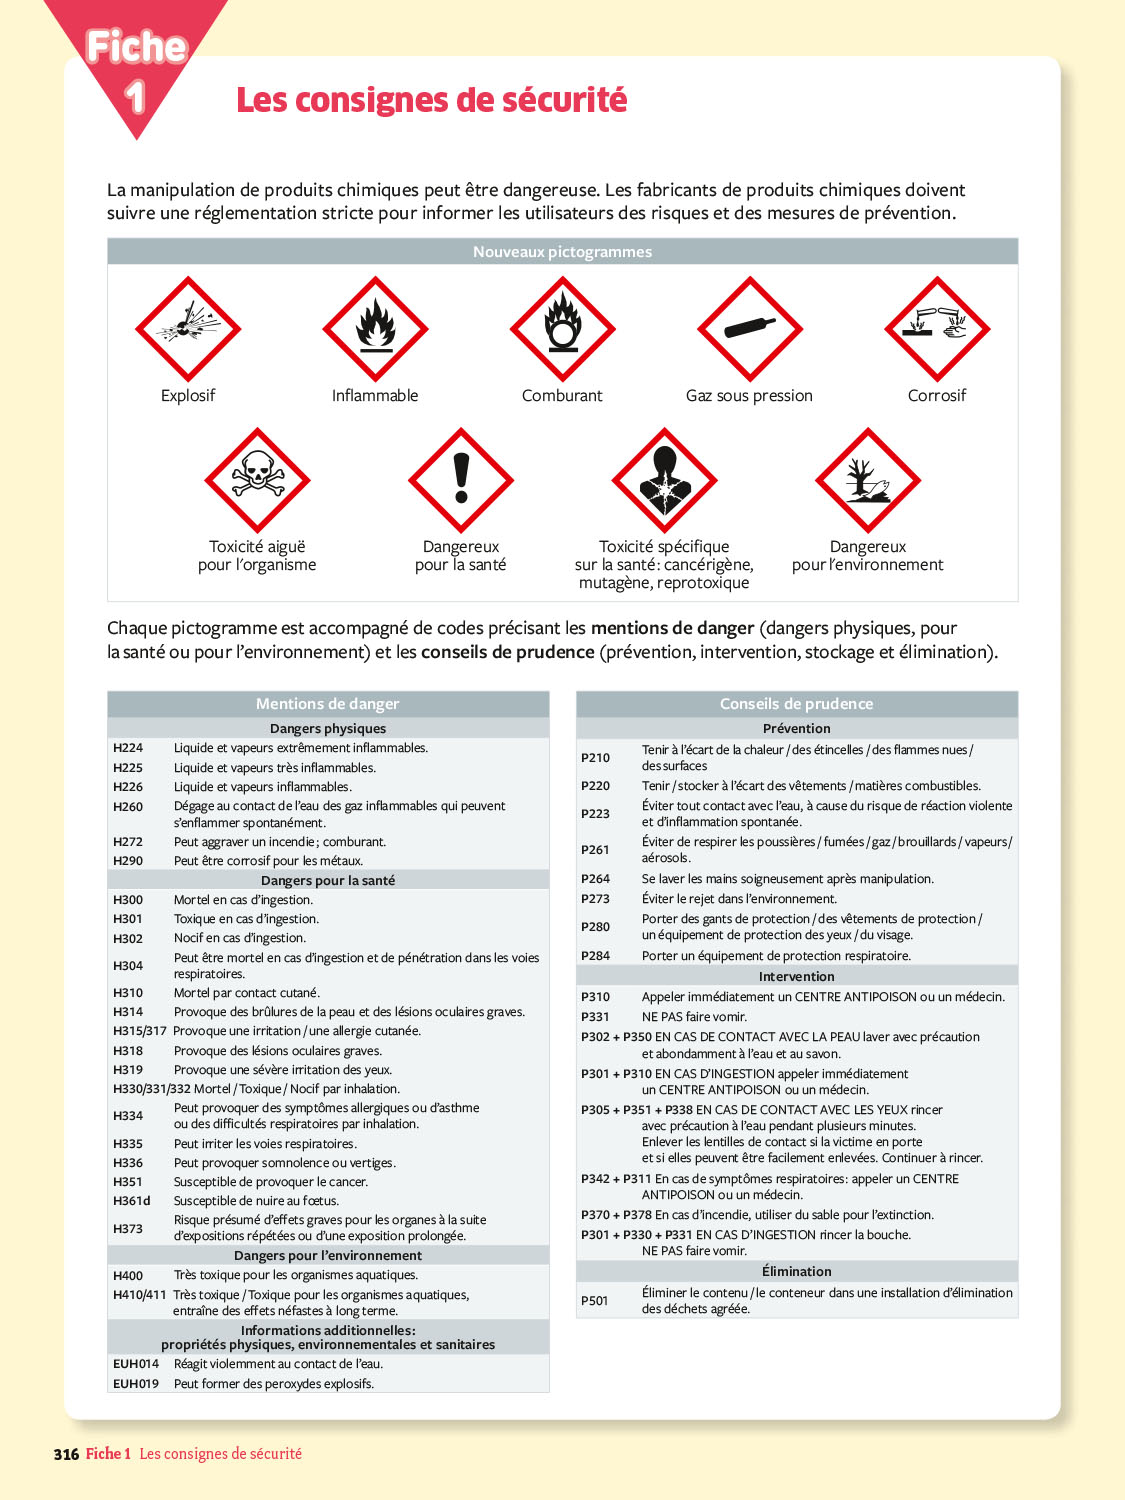 Fiche
1
Les consignes de sécurité
La manipulation de produits chimiques peut être dangereuse. Les fabricants de produits chimiques doivent
suivre une réglementation stricte pour informer les utilisateurs des risques et des mesures de prévention.
Nouveaux pictogrammes
Explosif
Inflammable
Comburant
Gaz sous pression
Corrosif
Toxicité aiguë
pour l'organisme
Dangereux
pour la santé
Toxicité spécifique
sur la santé : cancérigène,
mutagène, reprotoxique
Dangereux
pour l'environnement
Chaque pictogramme est accompagné de codes précisant les mentions de danger (dangers physiques, pour
la santé ou pour l'environnement) et les conseils de prudence (prévention, intervention, stockage et élimination).
Mentions de danger
Dangers physiques
H224 Liquide et vapeurs extrêmement inflammables.
H225 Liquide et vapeurs très inflammables.
H226 Liquide et vapeurs inflammables.
H260 Dégage au contact de l'eau des gaz inflammables qui peuvent
s'enflammer spontanément.
H272 Peut aggraver un incendie ; comburant.
H290 Peut être corrosif pour les métaux.
Dangers pour la santé
H300 Mortel en cas d'ingestion.
H301 Toxique en cas d'ingestion.
H302 Nocif en cas d'ingestion.
H304 Peut être mortel en cas d'ingestion et de pénétration dans les voies
respiratoires.
H310 Mortel par contact cutané.
H314 Provoque des brûlures de la peau et des lésions oculaires graves.
H315/317 Provoque une irritation / une allergie cutanée.
H318 Provoque des lésions oculaires graves.
H319 Provoque une sévère irritation des yeux.
H330/331/332 Mortel / Toxique / Nocif par inhalation.
H334 Peut provoquer des symptômes allergiques ou d'asthme
ou des difficultés respiratoires par inhalation.
H335 Peut irriter les voies respiratoires.
H336 Peut provoquer somnolence ou vertiges.
H351 Susceptible de provoquer le cancer.
H361d Susceptible de nuire au fœtus.
H373 Risque présumé d'effets graves pour les organes à la suite
d'expositions répétées ou d'une exposition prolongée.
Dangers pour l'environnement
H400 Très toxique pour les organismes aquatiques.
H410/411 Très toxique / Toxique pour les organismes aquatiques,
entraîne des effets néfastes à long terme.
Informations additionnelles :
propriétés physiques, environnementales et sanitaires
EUH014 Réagit violemment au contact de l'eau.
EUH019 Peut former des peroxydes explosifs.
Conseils de prudence
Prévention
P210 Tenir à l'écart de la chaleur / des étincelles / des flammes nues /
des surfaces
P220 Tenir / stocker à l'écart des vêtements / matières combustibles.
P223 Éviter tout contact avec l'eau, à cause du risque de réaction violente
et d'inflammation spontanée.
P261 Éviter de respirer les poussières / fumées / gaz / brouillards / vapeurs /
aérosols.
P264 Se laver les mains soigneusement après manipulation.
P273 Éviter le rejet dans l'environnement.
P280 Porter des gants de protection / des vêtements de protection /
un équipement de protection des yeux / du visage.
P284 Porter un équipement de protection respiratoire.
Intervention
P310 Appeler immédiatement un CENTRE ANTIPOISON ou un médecin.
P331 NE PAS faire vomir.
P302 + P350 EN CAS DE CONTACT AVEC LA PEAU laver avec précaution
et abondamment à l'eau et au savon.
P301 + P310 EN CAS D'INGESTION appeler immédiatement
un CENTRE ANTIPOISON ou un médecin.
P305 + P351 + P338 EN CAS DE CONTACT AVEC LES YEUX rincer
avec précaution à l'eau pendant plusieurs minutes.
Enlever les lentilles de contact si la victime en porte
et si elles peuvent être facilement enlevées. Continuer à rincer.
P342 + P311 En cas de symptômes respiratoires : appeler un CENTRE
ANTIPOISON ou un médecin.
P370 + P378 En cas d'incendie, utiliser du sable pour l'extinction.
P301 + P330 + P331 EN CAS D'INGESTION rincer la bouche.
NE PAS faire vomir.
Élimination
P501 Éliminer le contenu / le conteneur dans une installation d'élimination
des déchets agréée.
316 Fiche 1 Les consignes de sécurité